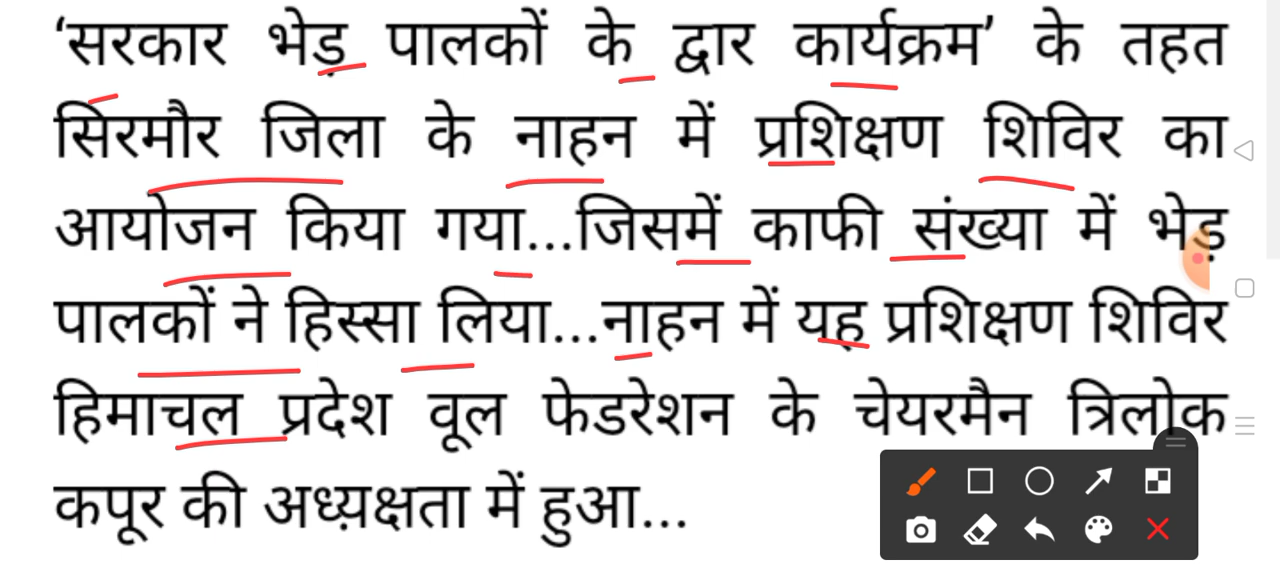 ‘सरकार भेड़ पालकों के द्वार कार्यक्रम’ के तहत
सिरमौर जिला के नाहन में प्रशिक्षण शिविर का
आयोजन किया गया...जिसमें काफी संख्या में भेड़
पालकों ने हिस्सा लिया...नाहन में यह प्रशिक्षण शिविर
हिमाचल प्रदेश वूल फेडरेशन के चेयरमैन त्रिलोक
कपूर की अध्य़क्षता में हुआ...